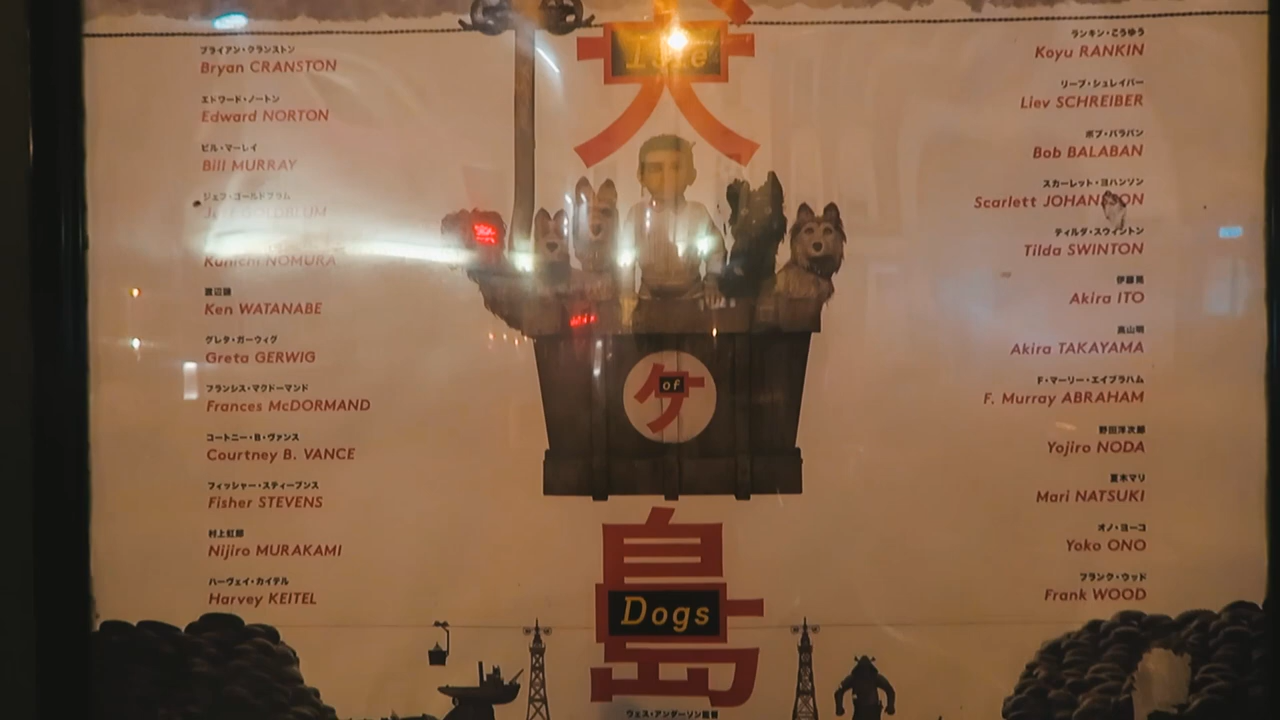 犬
Isle
ブライアン・クランストン
Bryan CRANSTON
エドワード・ノートン
Edward NORTON
ビル・マーレイ
Bill MURRAY
ジェフ・ゴールドブラム
Jeff GOLDBLUM
Kunichi NOMURA
渡辺謙
Ken WATANABE
グレタ・ガーウィグ
Greta GERWIG
フランシス・マクドーマンド
Frances McDORMAND
コートニー・B・ヴァンス
Courtney B. VANCE
フィッシャー・スティーブンス
Fisher STEVENS
村上虹郎
Nijiro MURAKAMI
ハーヴェイ・カイテル
Harvey KEITEL
ケ
of
島
Dogs
ウェス・アンダーソン監督
ランキン・こうゆう
Koyu RANKIN
リーブ・シュレイバー
Liev SCHREIBER
ボブ・バラバン
Bob BALABAN
スカーレット・ヨハンソン
Scarlett JOHANSSON
ティルダ・スウィントン
Tilda SWINTON
伊藤晃
Akira ITO
高山明
Akira TAKAYAMA
F・マーリー・エイブラハム
F. Murray ABRAHAM
野田洋次郎
Yojiro NODA
夏木マリ
Mari NATSUKI
オノ・ヨーコ
Yoko ONO
フランク・ウッド
Frank WOOD